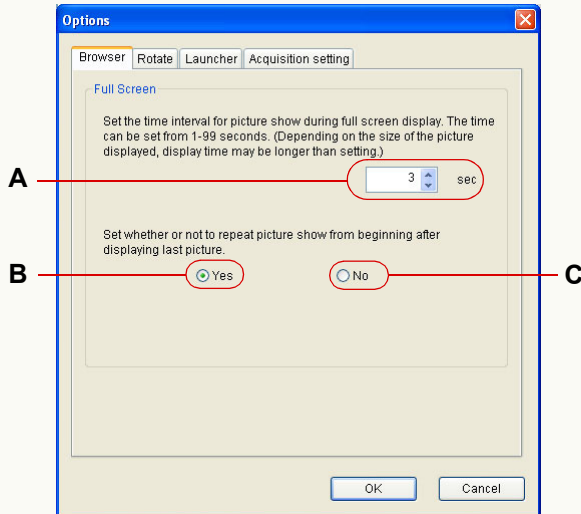 Options
Browser Rotate Launcher Acquisition setting
Full Screen
Set the time interval for picture show during full screen display. The time
can be set from 1-99 seconds. (Depending on the size of the picture
displayed, display time may be longer than setting.)
A 3 sec
Set whether or not to repeat picture show from beginning after
displaying last picture.
B Yes No C
OK Cancel